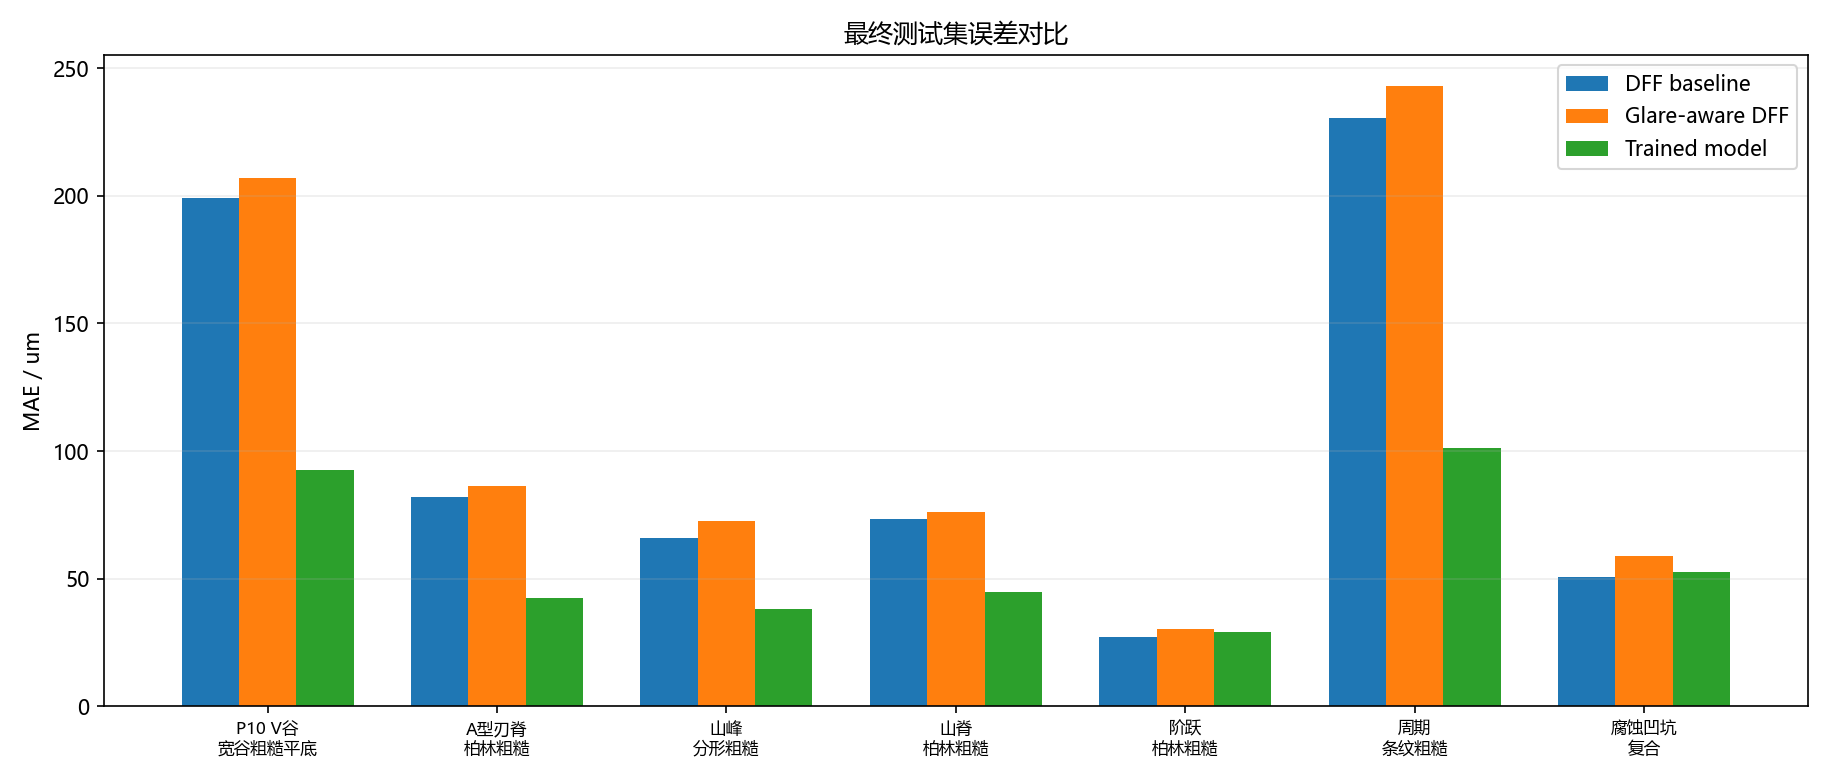 最终测试集误差对比
MAE / um
250
200
150
100
50
0
DFF baseline
Glare-aware DFF
Trained model
P10 V谷
宽谷粗糙平底
A型刃脊
柏林粗糙
山峰
分形粗糙
山脊
柏林粗糙
阶跃
柏林粗糙
周期
条纹粗糙
腐蚀凹坑
复合